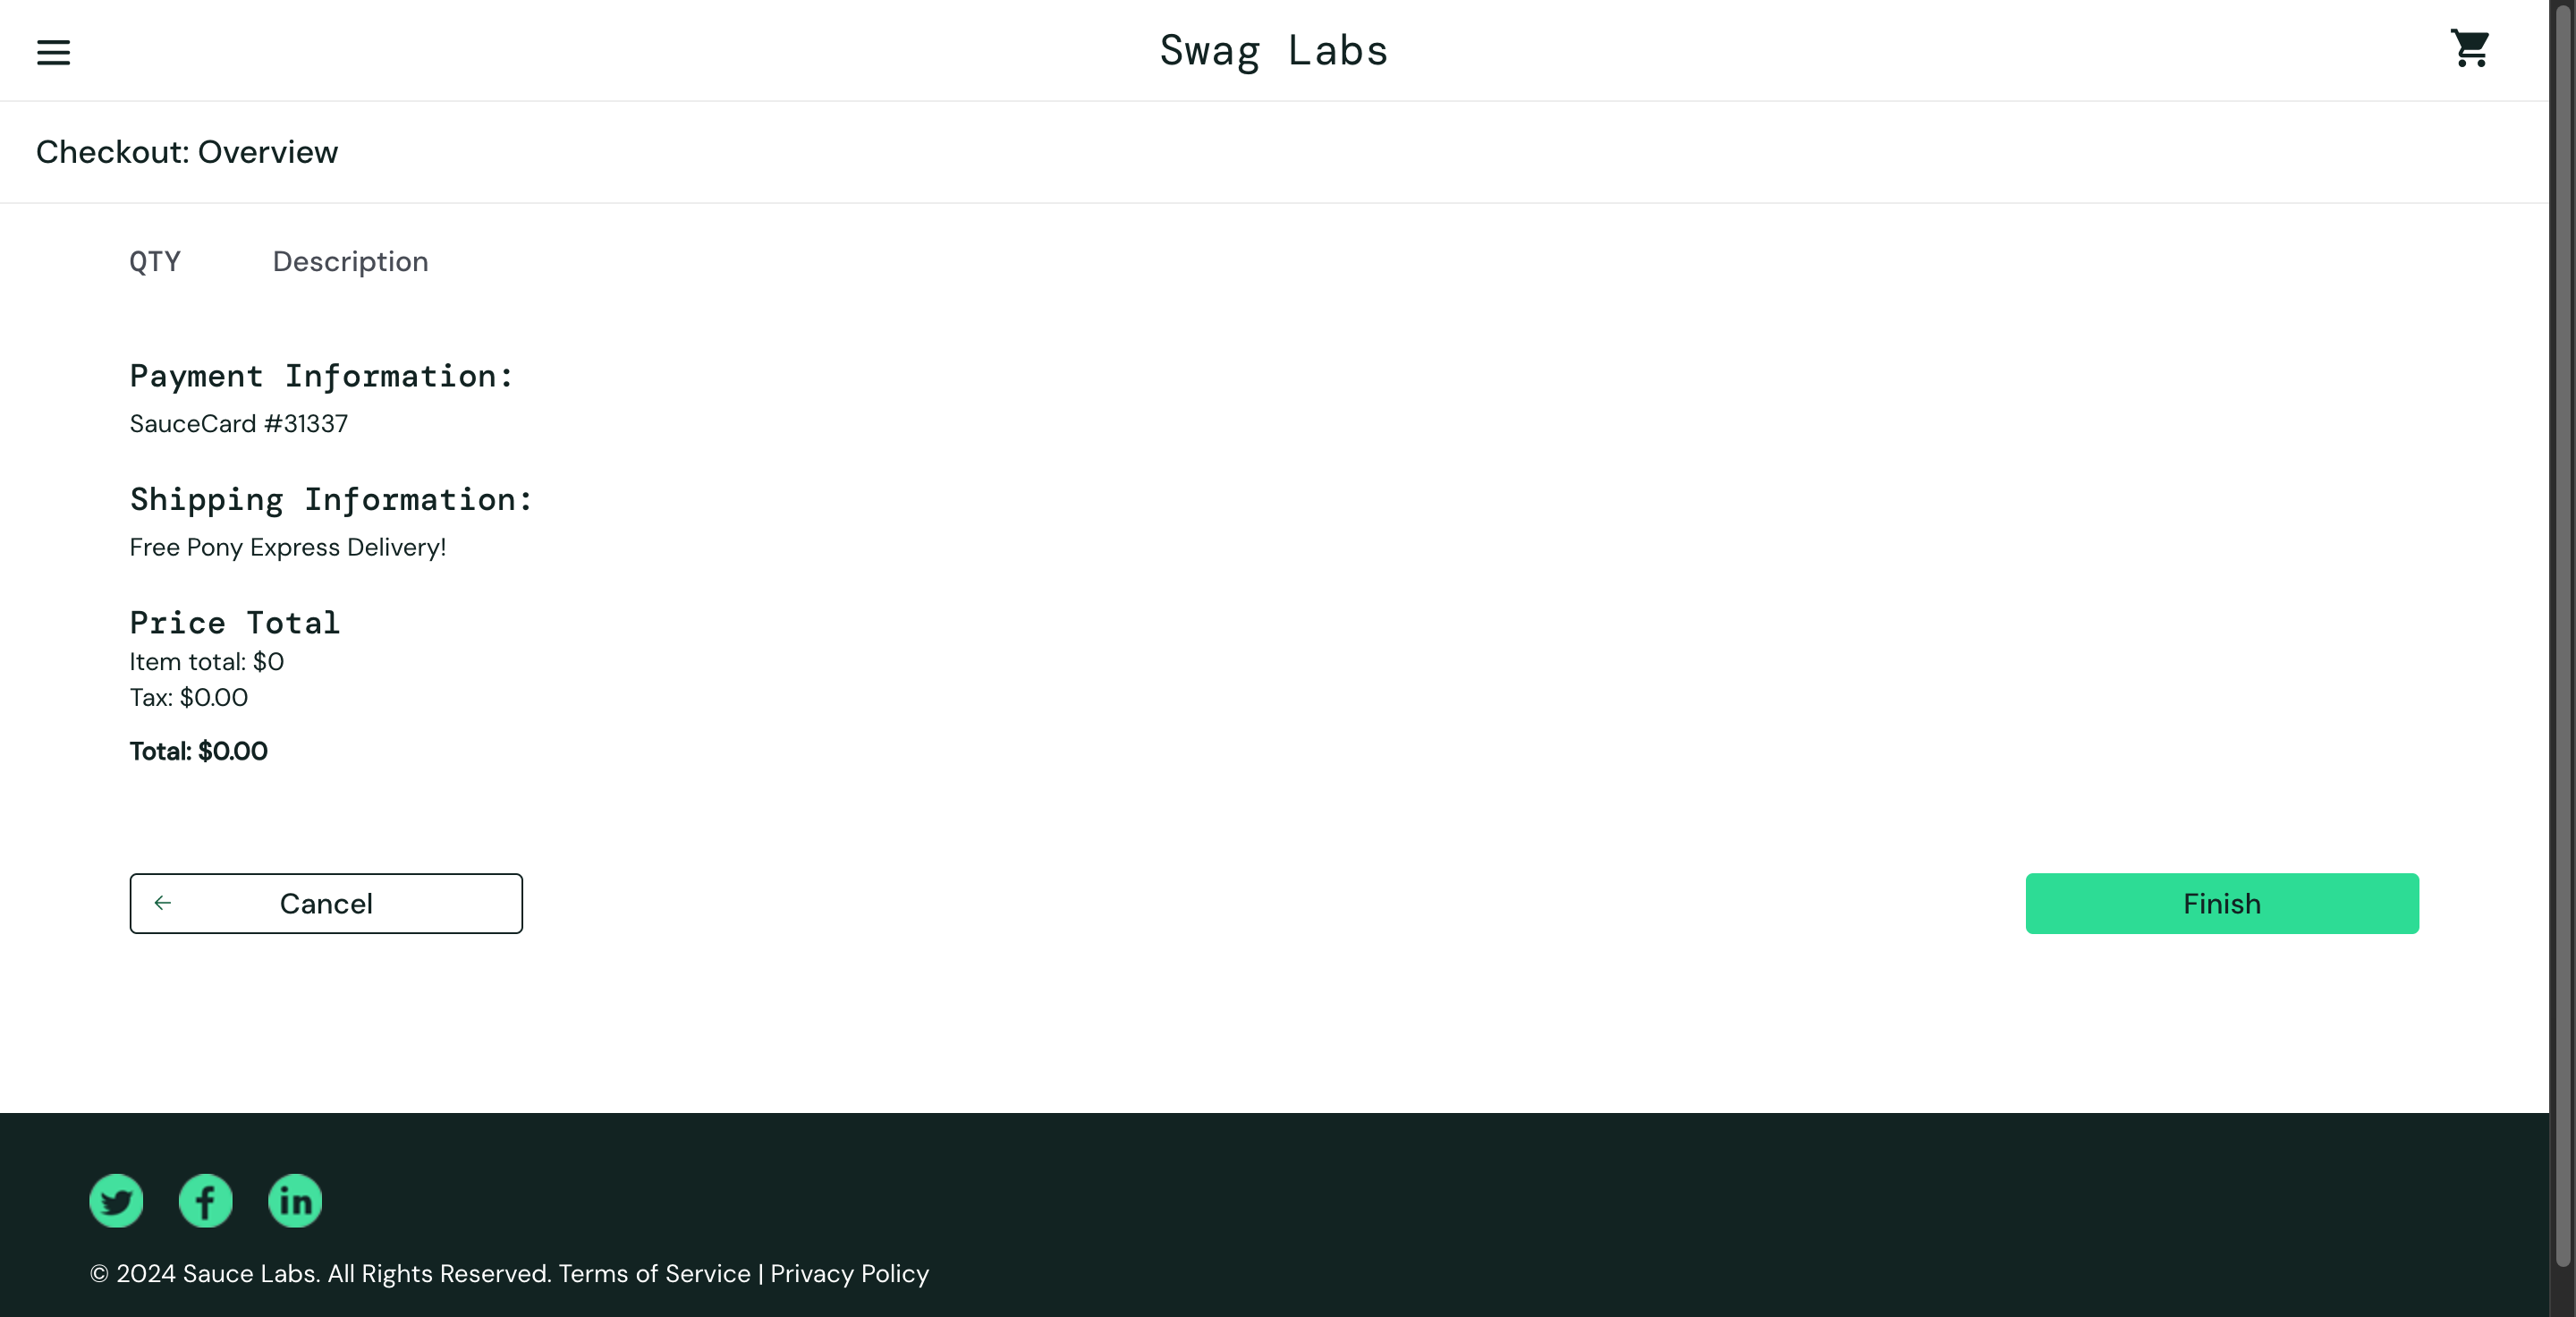 Swag Labs
Checkout: Overview
QTY Description
Payment Information:
SauceCard #31337
Shipping Information:
Free Pony Express Delivery!
Price Total
Item total: $0
Tax: $0.00
Total: $0.00
Cancel Finish
in
© 2024 Sauce Labs. All Rights Reserved. Terms of Service | Privacy Policy